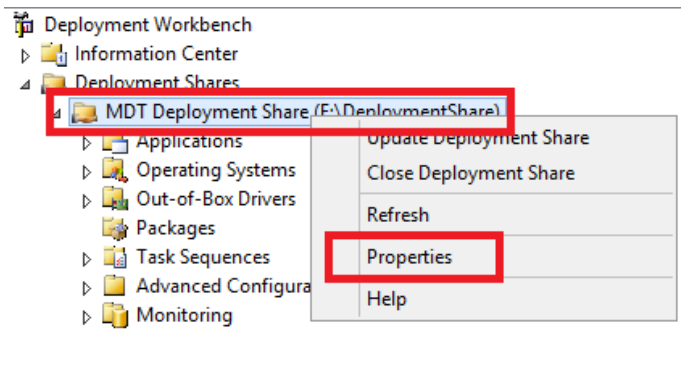 Deployment Workbench
Information Center
Deployment Shares
MDT Deployment Share (E:\DeploymentShare)
Applications
Operating Systems
Out-of-Box Drivers
Packages
Task Sequences
Advanced Configura
Monitoring
Update Deployment Share
Close Deployment Share
Refresh
Properties
Help